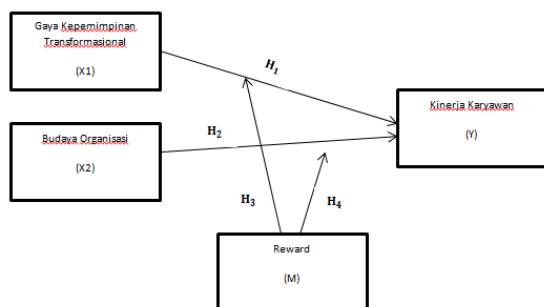 Gaya Kepemimpinan
Transformasional
(X1)
H1
Kinerja Karyawan
(Y)
Budaya Organisasi
(X2)
H2
H3
H4
Reward
(M)